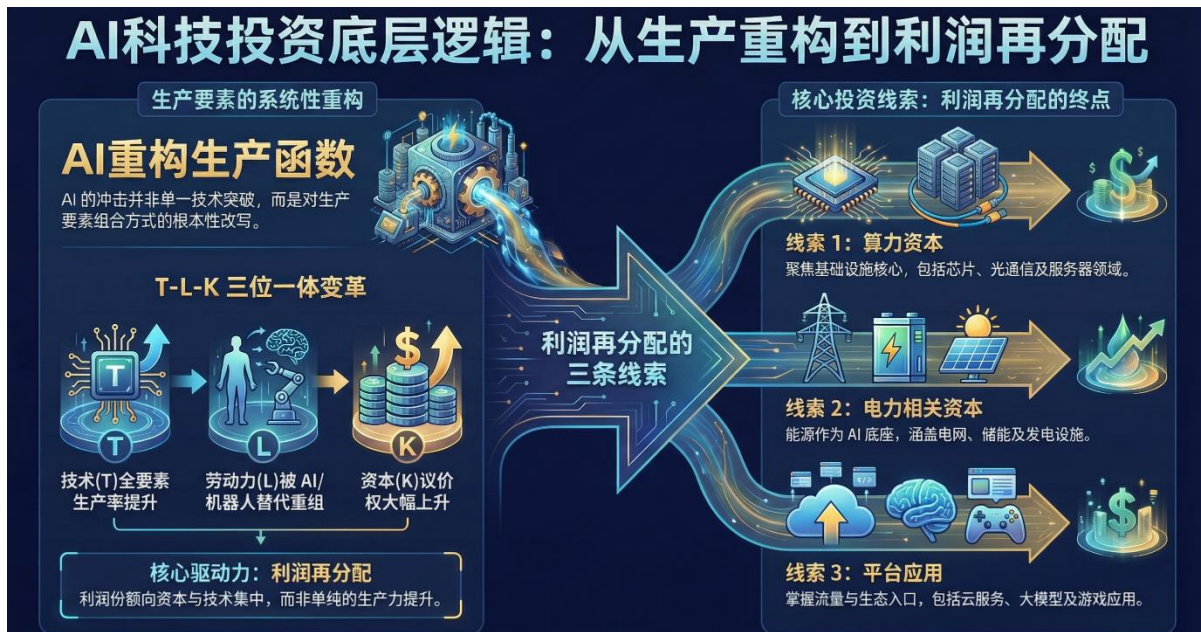 AI科技投资底层逻辑：从生产重构到利润再分配
生产要素的系统性重构
AI重构生产函数
AI 的冲击并非单一技术突破，而是对生产
要素组合方式的根本性改写。
T-L-K 三位一体变革
T
T
技术(T)全要素
生产率提升
L
劳动力(L)被 AI/
机器人替代重组
$
K
资本(K)议价
权大幅上升
核心驱动力：利润再分配
利润份额向资本与技术集中，而非单纯的生产力提升。
利润再分配的
三条线索
核心投资线索：利润再分配的终点
$
线索 1：算力资本
聚焦基础设施核心，包括芯片、光通信及服务器领域。
线索 2：电力相关资本
能源作为 AI 底座，涵盖电网、储能及发电设施。
</>
$
线索 3：平台应用
掌握流量与生态入口，包括云服务、大模型及游戏应用。